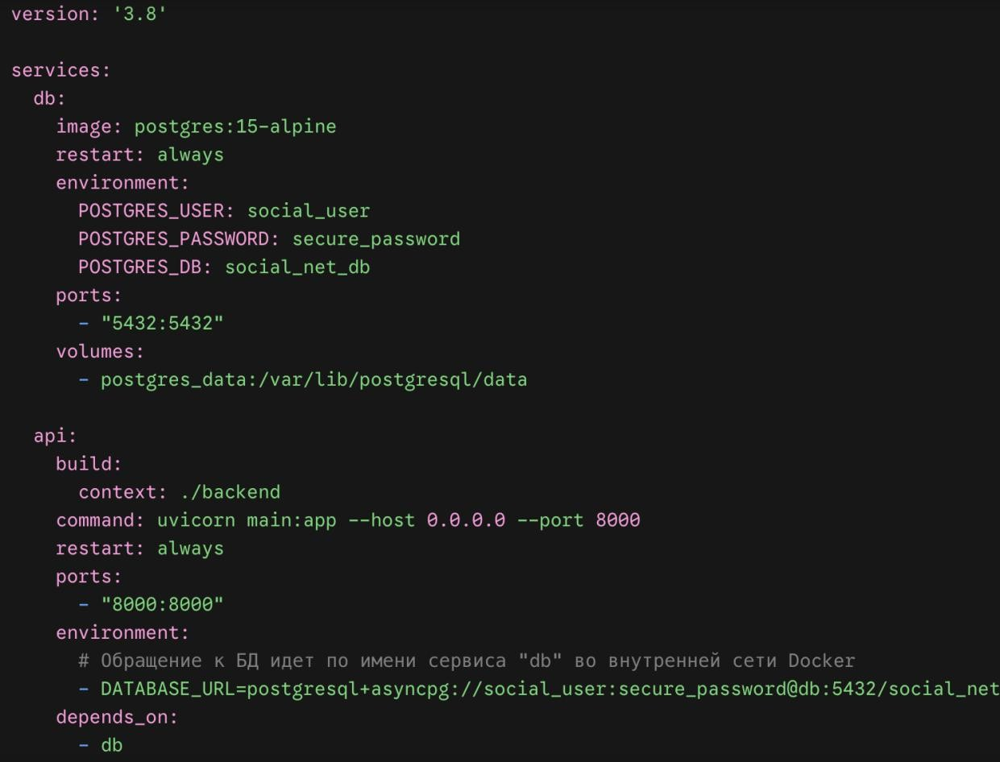 version: '3.8'
services:
db:
image: postgres:15-alpine
restart: always
environment:
POSTGRES_USER: social_user
POSTGRES_PASSWORD: secure_password
POSTGRES_DB: social_net_db
ports:
- "5432:5432"
volumes:
- postgres_data:/var/lib/postgresql/data
api:
build:
context: ./backend
command: uvicorn main:app --host 0.0.0.0 --port 8000
restart: always
ports:
- "8000:8000"
environment:
# Обращение к БД идет по имени сервиса "db" во внутренней сети Docker
- DATABASE_URL=postgresql+asyncpg://social_user:secure_password@db:5432/social_net
depends_on:
- db